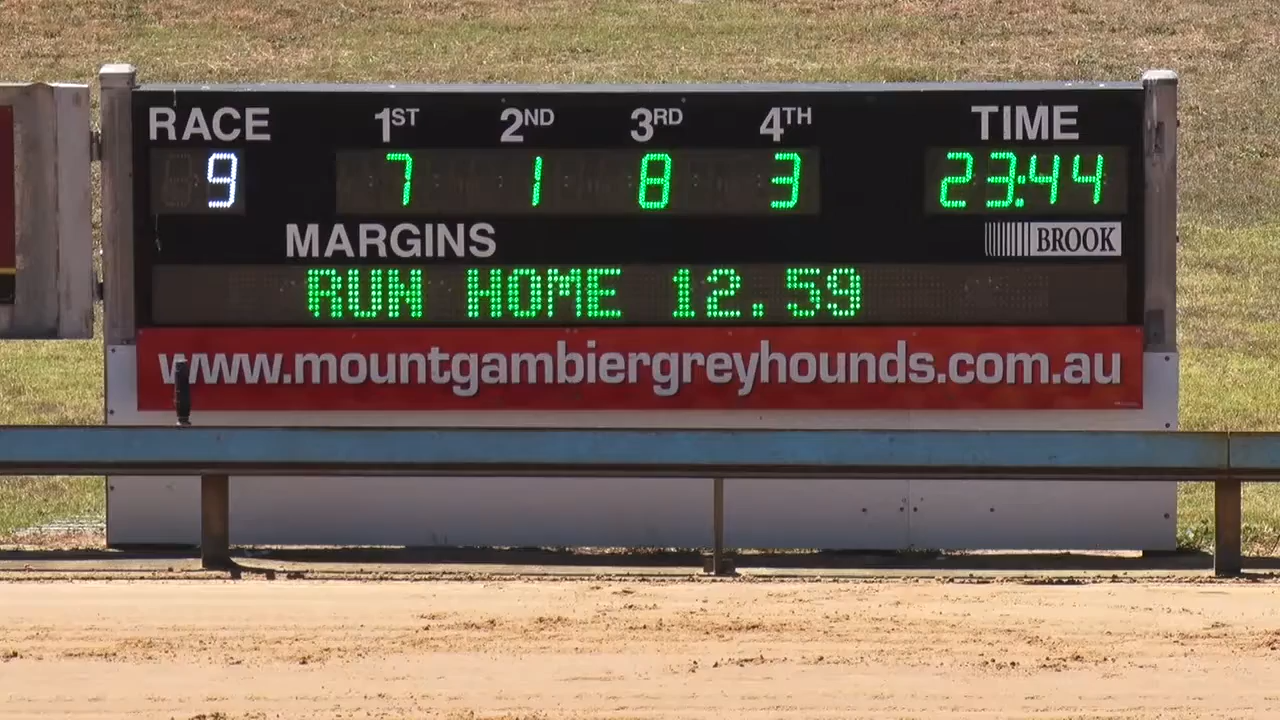 RACE 1ST 2ND 3RD 4TH TIME
9 7 1 8 3 23:44
MARGINS BROOK
RUN HOME 12.59
www.mountgambiergreyhounds.com.au